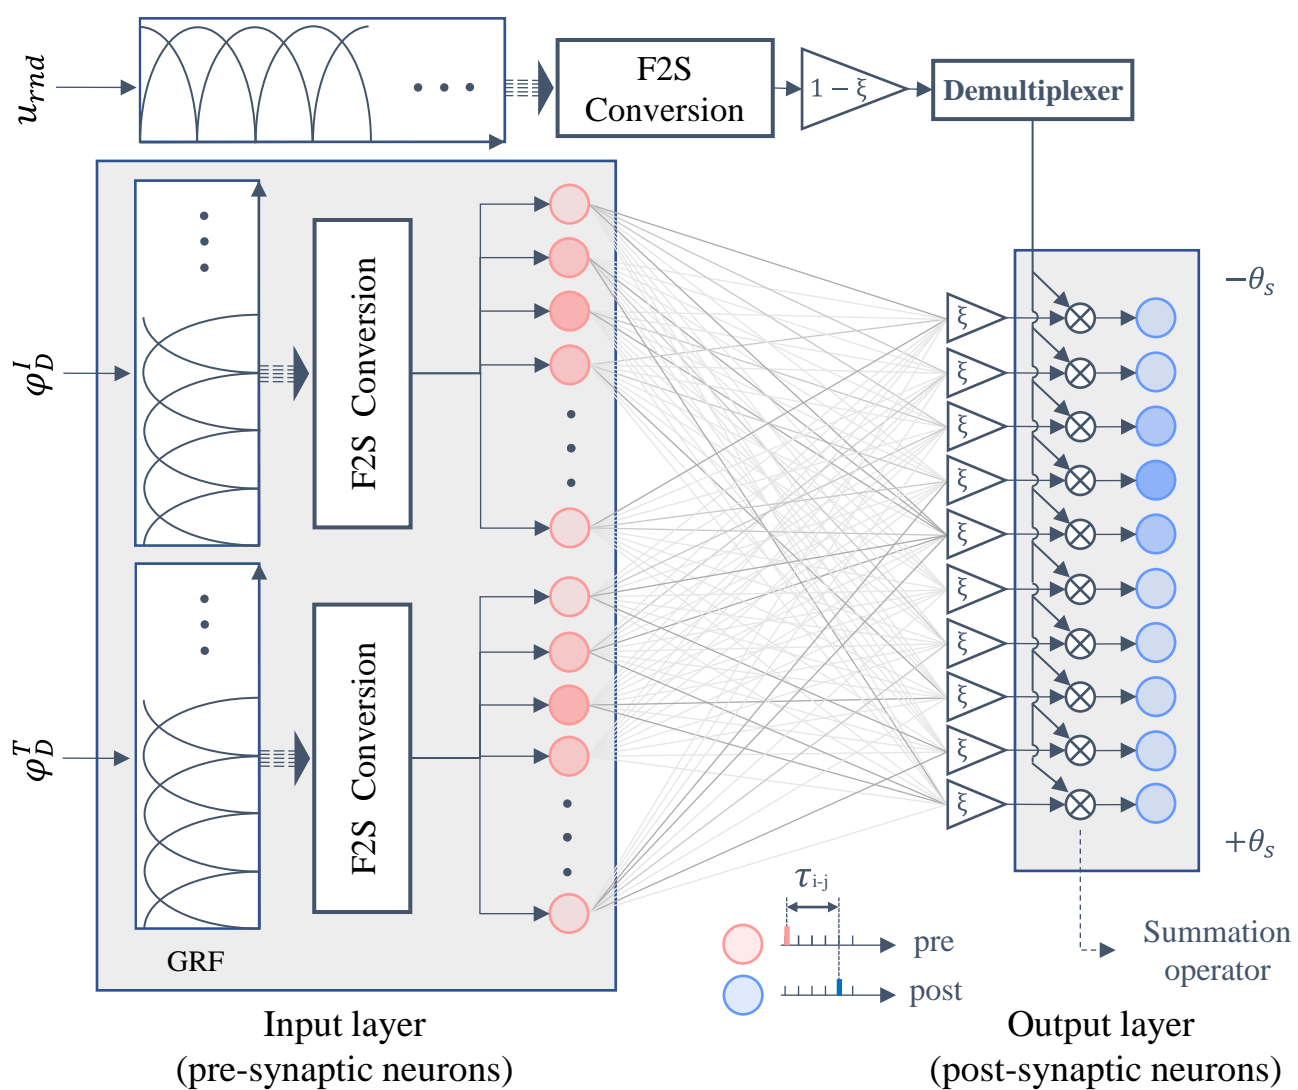 u_rnd
F2S
Conversion
1 − ξ
Demultiplexer
φ_D^I
F2S Conversion
φ_D^T
F2S Conversion
GRF
ξ
ξ
ξ
ξ
ξ
ξ
ξ
ξ
ξ
ξ
−θ_s
+θ_s
τ_i-j
pre
post
Summation
operator
Input layer
(pre-synaptic neurons)
Output layer
(post-synaptic neurons)